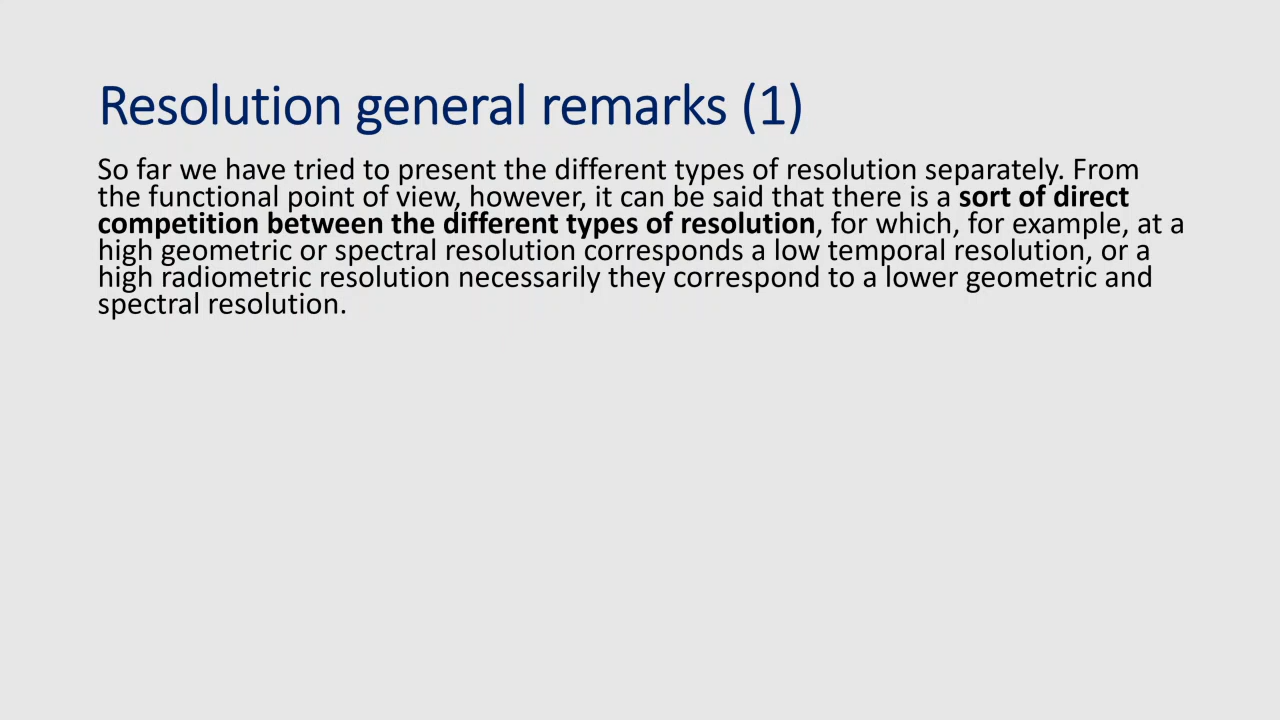 Resolution general remarks (1)
So far we have tried to present the different types of resolution separately. From
the functional point of view, however, it can be said that there is a sort of direct
competition between the different types of resolution, for which, for example, at a
high geometric or spectral resolution corresponds a low temporal resolution, or a
high radiometric resolution necessarily they correspond to a lower geometric and
spectral resolution.